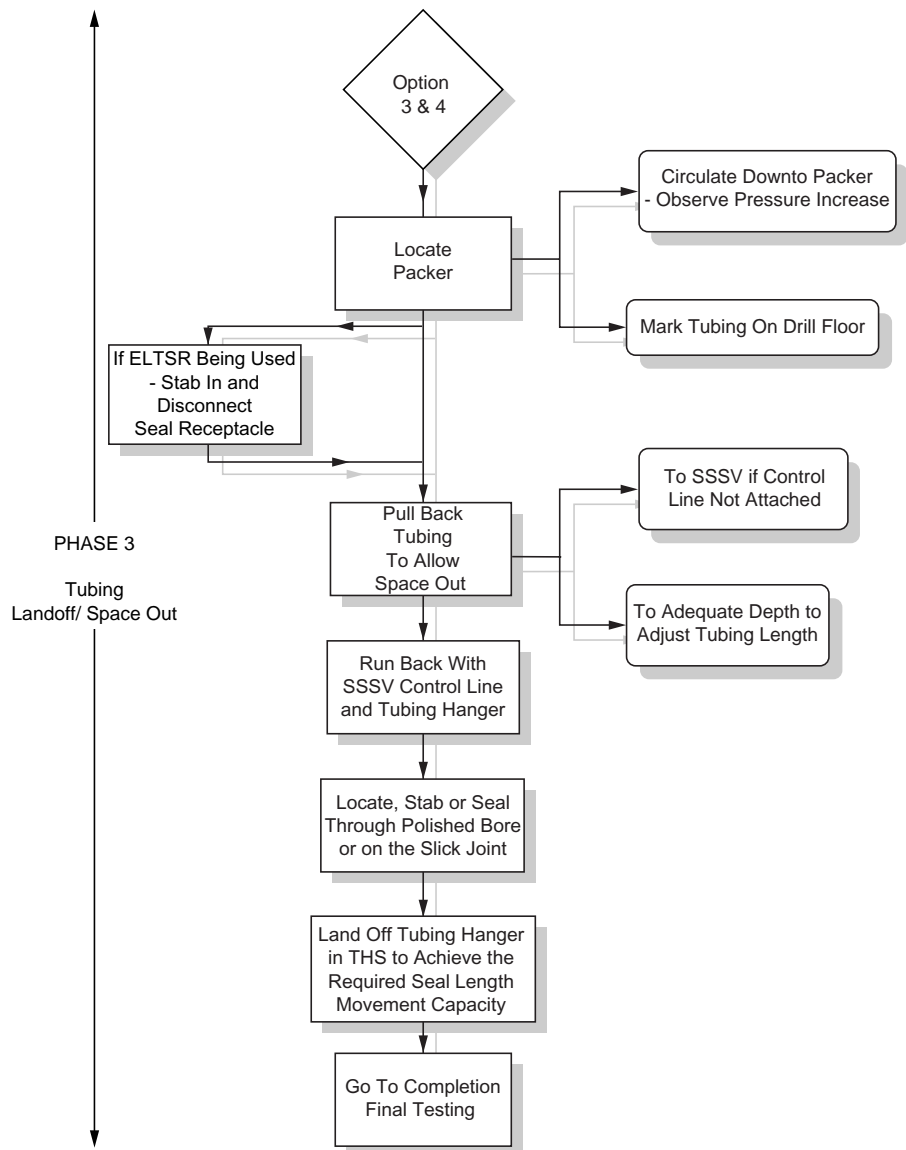 Option
3 & 4
Circulate Downto Packer
- Observe Pressure Increase
Locate
Packer
Mark Tubing On Drill Floor
If ELTSR Being Used
- Stab In and
Disconnect
Seal Receptacle
To SSSV if Control
Line Not Attached
Pull Back
Tubing
To Allow
Space Out
PHASE 3
Tubing
Landoff/ Space Out
To Adequate Depth to
Adjust Tubing Length
Run Back With
SSSV Control Line
and Tubing Hanger
Locate, Stab or Seal
Through Polished Bore
or on the Slick Joint
Land Off Tubing Hanger
in THS to Achieve the
Required Seal Length
Movement Capacity
Go To Completion
Final Testing